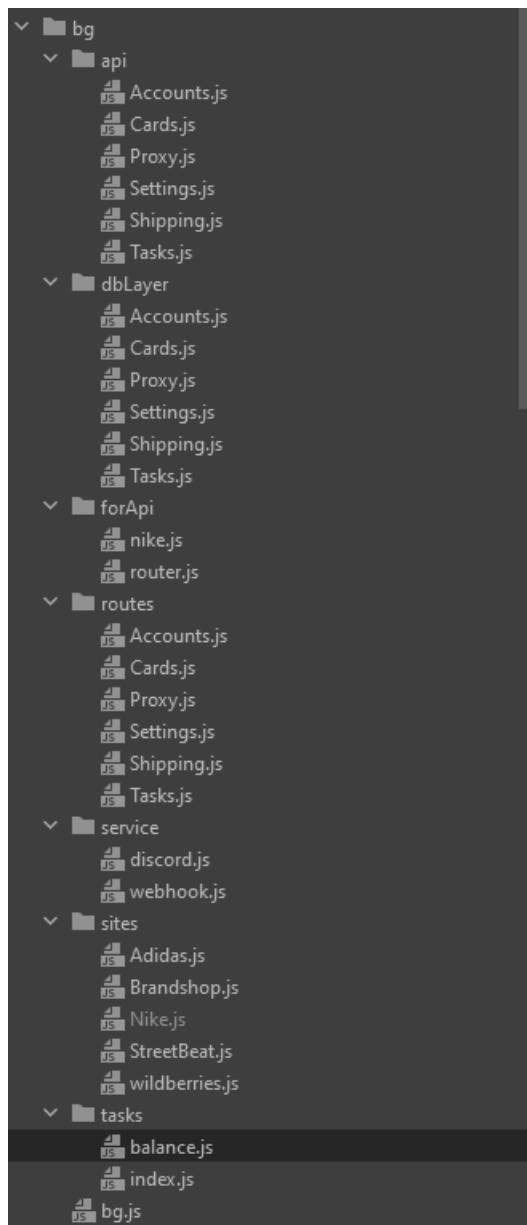 bg
api
Accounts.js
Cards.js
Proxy.js
Settings.js
Shipping.js
Tasks.js
dbLayer
Accounts.js
Cards.js
Proxy.js
Settings.js
Shipping.js
Tasks.js
forApi
nike.js
router.js
routes
Accounts.js
Cards.js
Proxy.js
Settings.js
Shipping.js
Tasks.js
service
discord.js
webhook.js
sites
Adidas.js
Brandshop.js
Nike.js
StreetBeat.js
wildberries.js
tasks
balance.js
index.js
bg.js